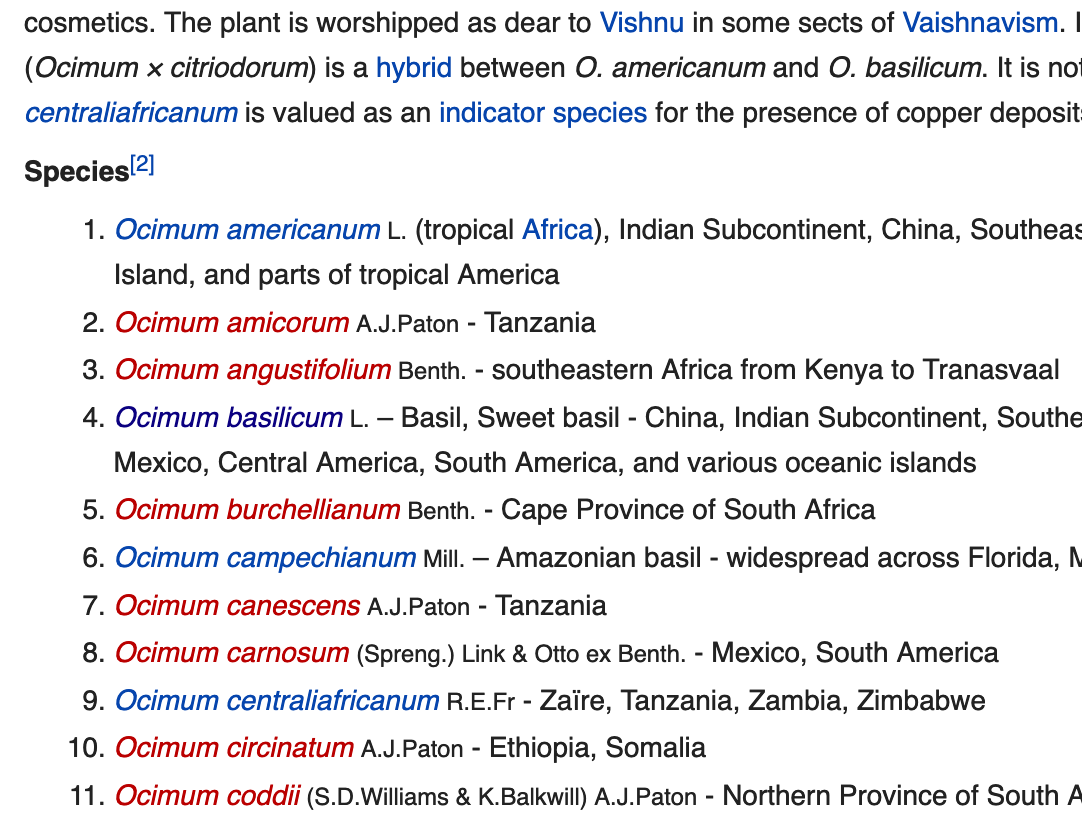 cosmetics. The plant is worshipped as dear to Vishnu in some sects of Vaishnavism.
(Ocimum × citriodorum) is a hybrid between O. americanum and O. basilicum. It is not
centraliafricanum is valued as an indicator species for the presence of copper
Species[2]
1. Ocimum americanum L. (tropical Africa), Indian Subcontinent, China,
Island, and parts of tropical America
2. Ocimum amicorum A.J.Paton - Tanzania
3. Ocimum angustifolium Benth. - southeastern Africa from Kenya to Tranasvaal
4. Ocimum basilicum L. – Basil, Sweet basil - China, Indian Subcontinent,
Mexico, Central America, South America, and various oceanic islands
5. Ocimum burchellianum Benth. - Cape Province of South Africa
6. Ocimum campechianum Mill. – Amazonian basil - widespread across Florida,
7. Ocimum canescens A.J.Paton - Tanzania
8. Ocimum carnosum (Spreng.) Link & Otto ex Benth. - Mexico, South America
9. Ocimum centraliafricanum R.E.Fr - Zaïre, Tanzania, Zambia, Zimbabwe
10. Ocimum circinatum A.J.Paton - Ethiopia, Somalia
11. Ocimum coddii (S.D.Williams & K.Balkwill) A.J.Paton - Northern Province of South